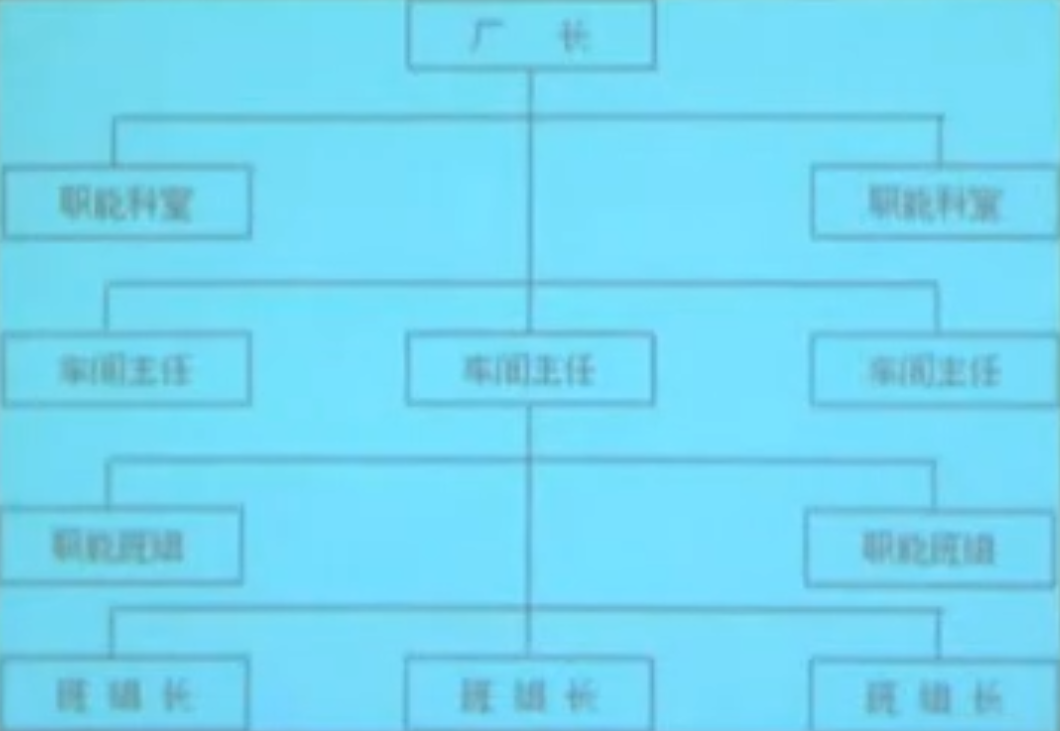 厂 长
职能科室 职能科室
车间主任 车间主任 车间主任
职能班组 职能班组
班 组 长 班 组 长 班 组 长